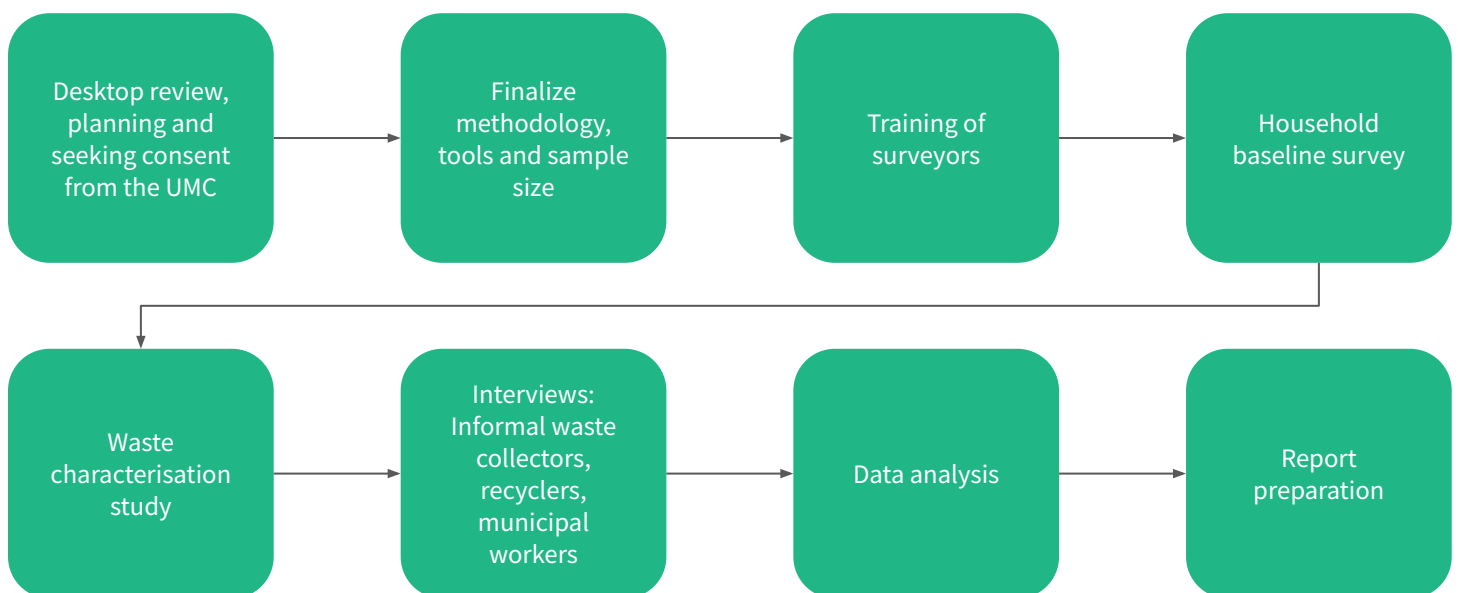 Desktop review,
planning and
seeking consent
from the UMC
Finalize
methodology,
tools and sample
size
Training of
surveyors
Household
baseline survey
Waste
characterisation
study
Interviews:
Informal waste
collectors,
recyclers,
municipal
workers
Data analysis
Report
preparation